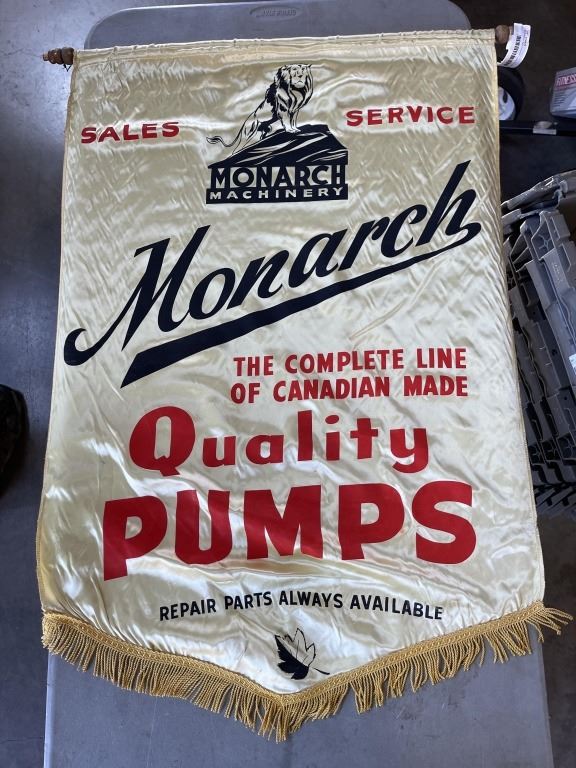 SALES
SERVICE
MONARCH
MACHINERY
Monarch
THE COMPLETE LINE
OF CANADIAN MADE
Quality
PUMPS
REPAIR PARTS ALWAYS AVAILABLE